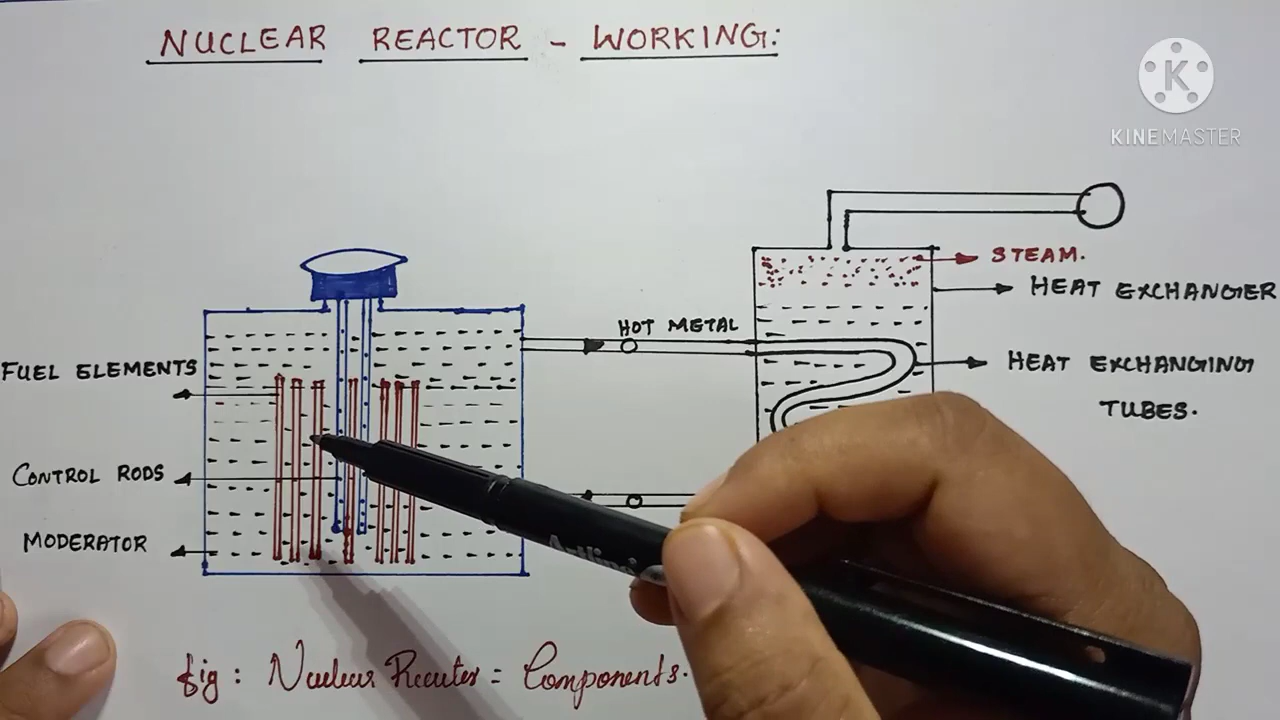 NUCLEAR REACTOR - WORKING:
KINEMASTER
STEAM.
HEAT EXCHANGER
HOT METAL
FUEL ELEMENTS
HEAT EXCHANGING
TUBES.
CONTROL RODS
MODERATOR
fig: Nuclear Reactor = Components.
Artline